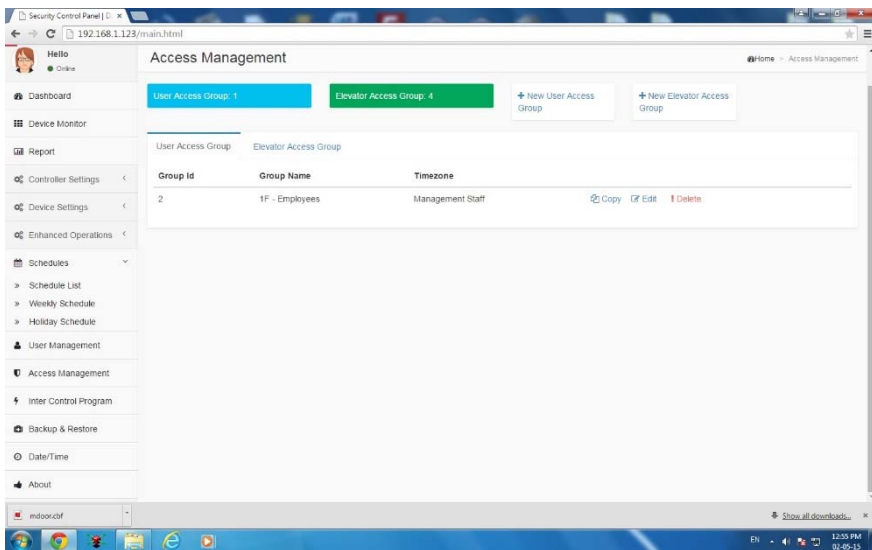 Security Control Panel | D
192.168.1.123/main.html
Hello
Online
Access Management
Home > Access Management
Dashboard
Device Monitor
Report
Controller Settings
Device Settings
Enhanced Operations
Schedules
Schedule List
Weekly Schedule
Holiday Schedule
User Management
Access Management
Inter Control Program
Backup & Restore
Date/Time
About
User Access Group: 1
Elevator Access Group: 4
New User Access
Group
New Elevator Access
Group
User Access Group Elevator Access Group
Group Id Group Name Timezone
2 1F - Employees Management Staff Copy Edit Delete
mdoor.cbf
Show all downloads...
EN
12:55 PM
02-05-15